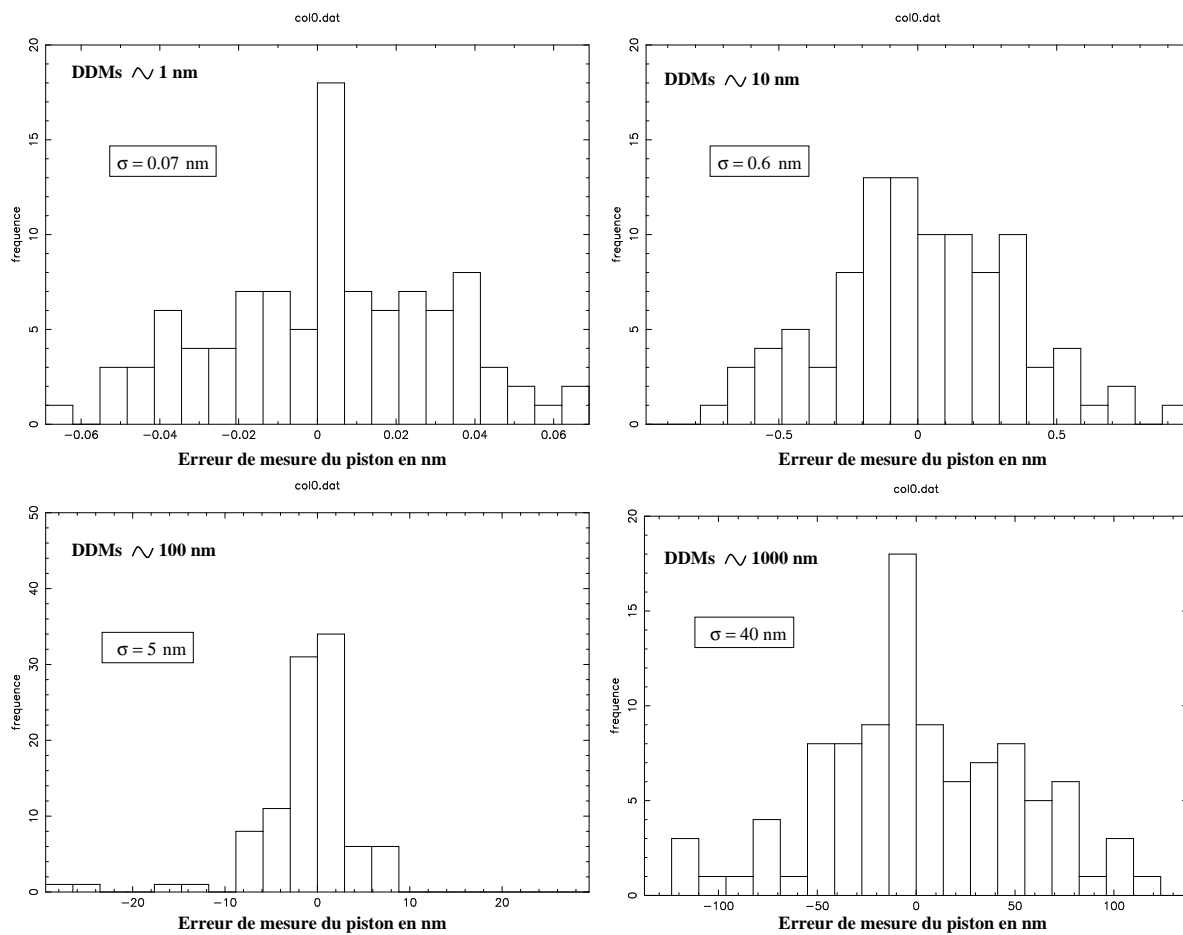 col0.dat
DDMs ∿ 1 nm
σ = 0.07 nm
frequence
0 5 10 15 20
−0.06 −0.04 −0.02 0 0.02 0.04 0.06
Erreur de mesure du piston en nm
col0.dat
DDMs ∿ 10 nm
σ = 0.6 nm
frequence
0 5 10 15 20
−0.5 0 0.5
Erreur de mesure du piston en nm
col0.dat
DDMs ∿ 100 nm
σ = 5 nm
frequence
0 10 20 30 40 50
−20 −10 0 10 20
Erreur de mesure du piston en nm
col0.dat
DDMs ∿ 1000 nm
σ = 40 nm
frequence
0 5 10 15 20
−100 −50 0 50 100
Erreur de mesure du piston en nm